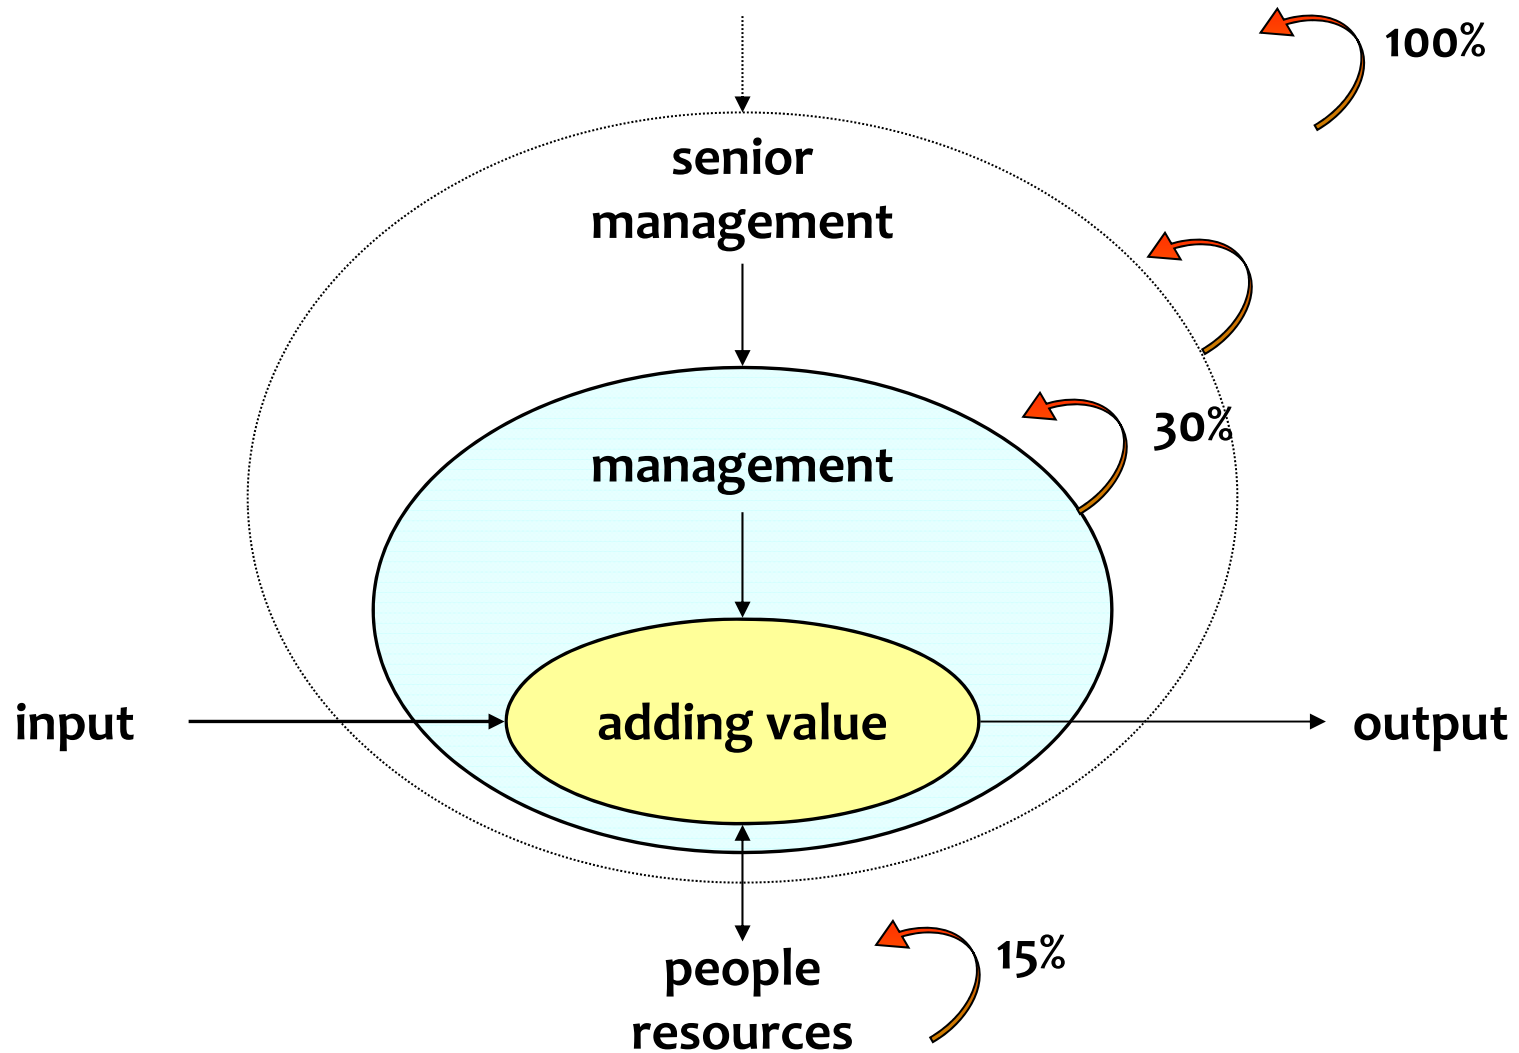 100%
senior
management
30%
management
input
adding value
output
people
resources
15%